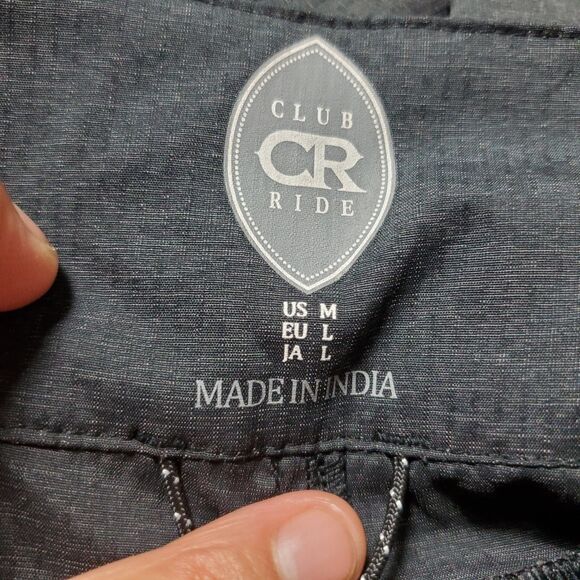 CLUB
CR
RIDE
US M
EU L
JA L
MADE IN INDIA